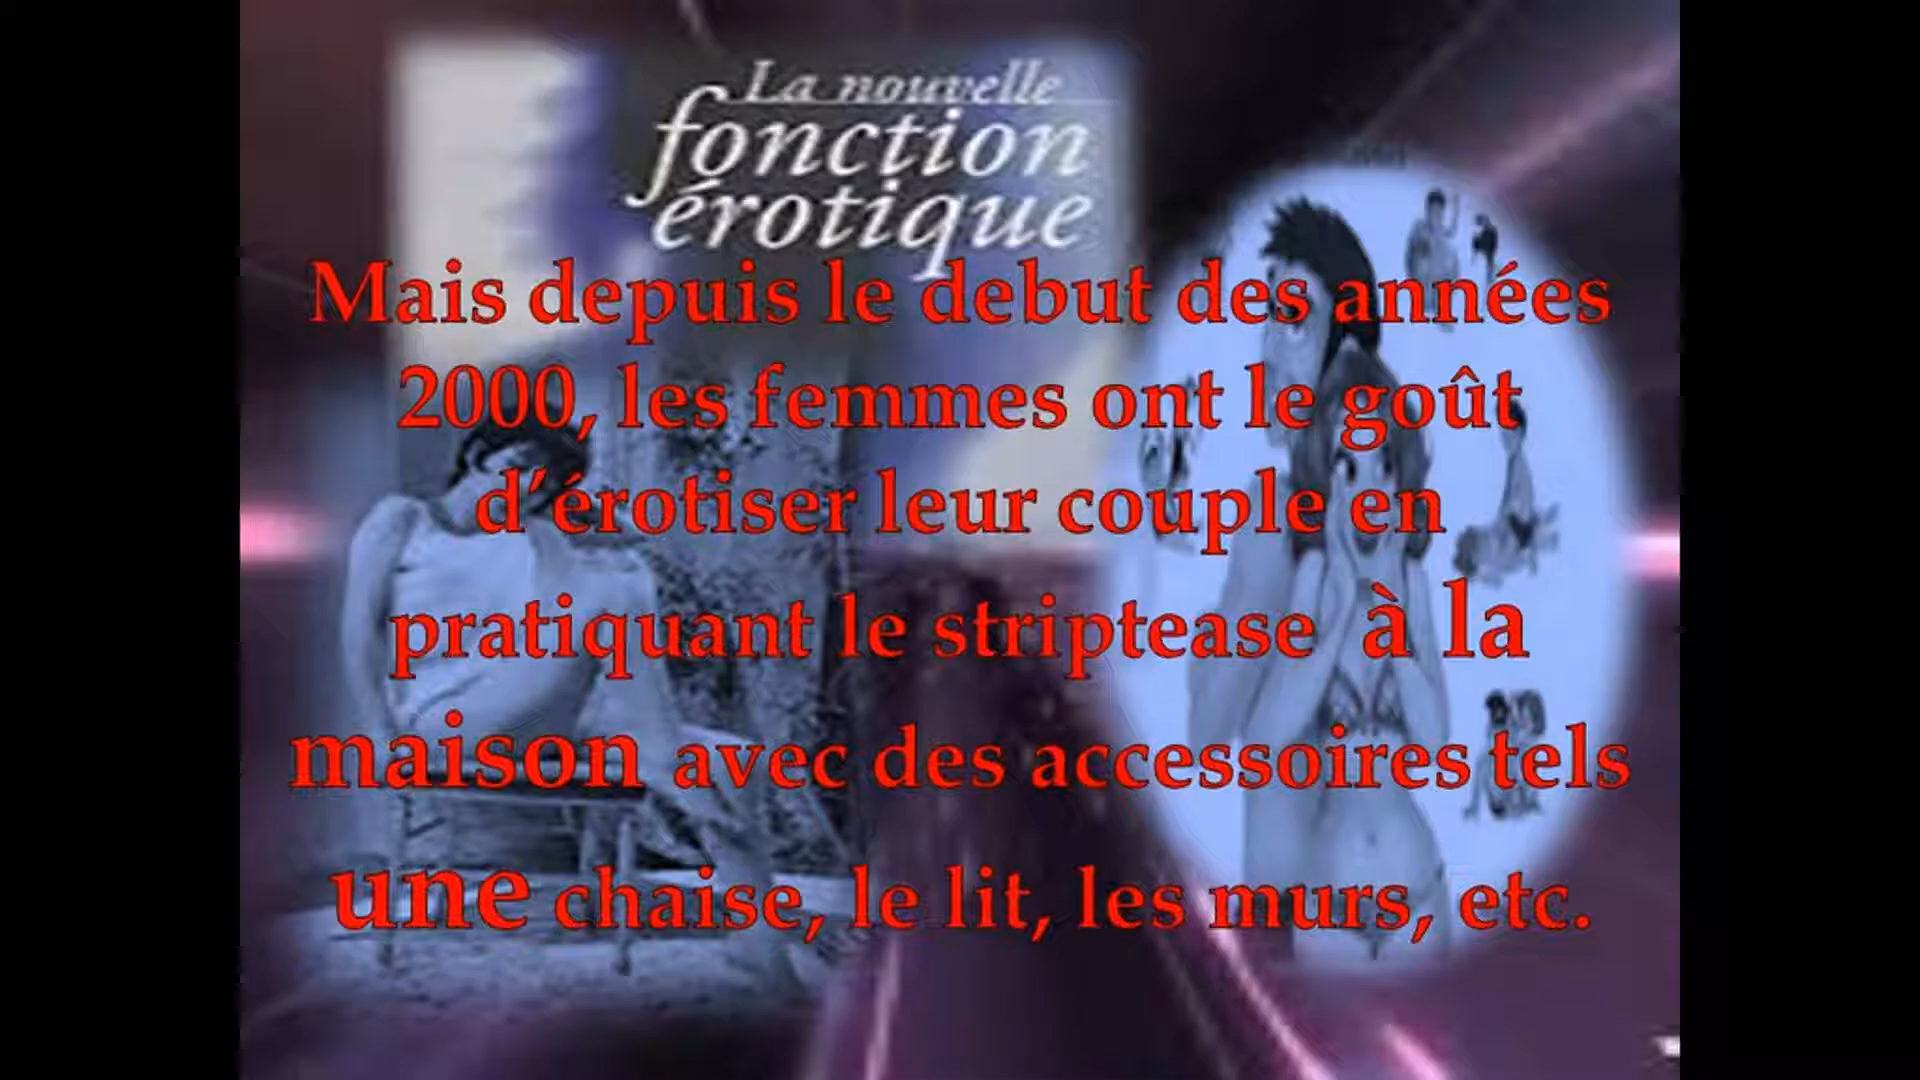 La nouvelle
fonction
érotique
Mais depuis le debut des années
2000, les femmes ont le goût
d’érotiser leur couple en
pratiquant le striptease à la
maison avec des accessoires tels
une chaise, le lit, les murs, etc.